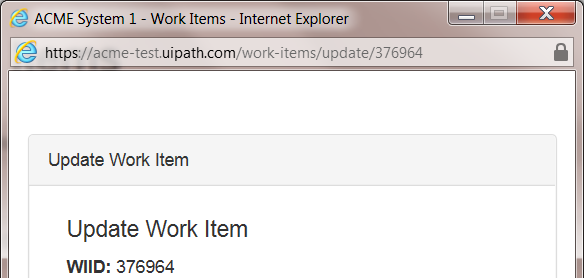 ACME System 1 - Work Items - Internet Explorer
https://acme-test.uipath.com/work-items/update/376964
Update Work Item
Update Work Item
WIID: 376964